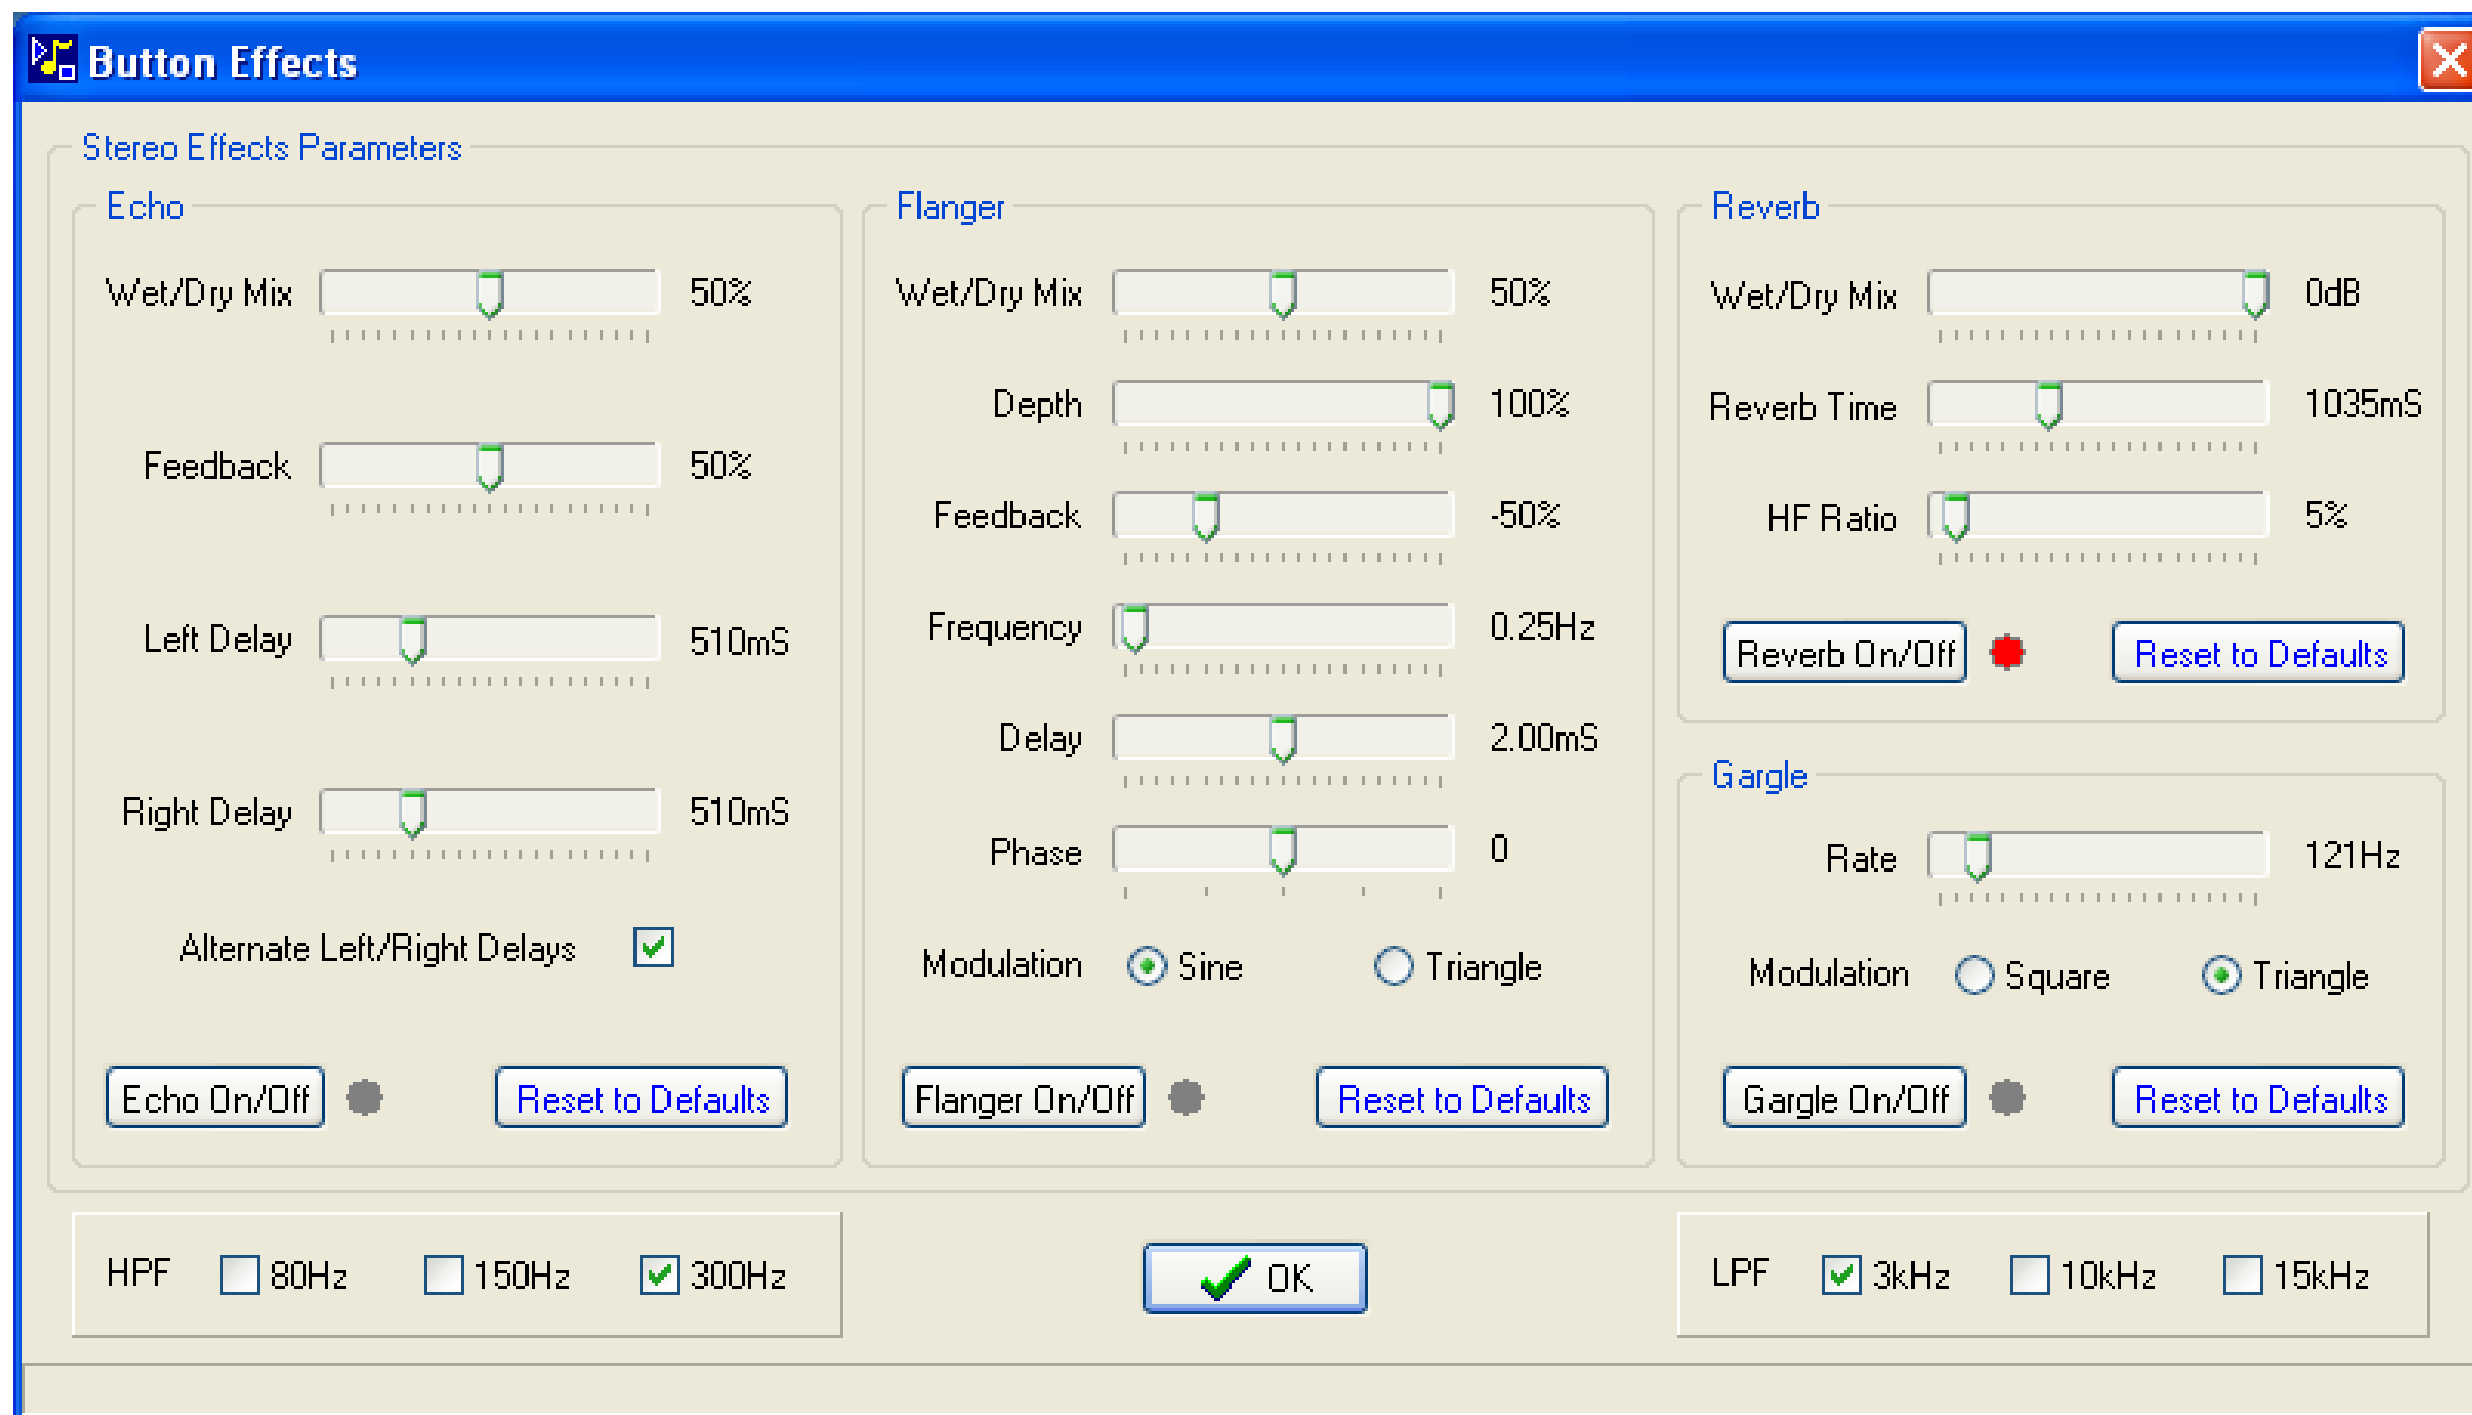 Button Effects
Stereo Effects Parameters
Echo
Wet/Dry Mix 50%
Feedback 50%
Left Delay 510mS
Right Delay 510mS
Alternate Left/Right Delays
Echo On/Off Reset to Defaults
Flanger
Wet/Dry Mix 50%
Depth 100%
Feedback -50%
Frequency 0.25Hz
Delay 2.00mS
Phase 0
Modulation Sine Triangle
Flanger On/Off Reset to Defaults
Reverb
Wet/Dry Mix 0dB
Reverb Time 1035mS
HF Ratio 5%
Reverb On/Off Reset to Defaults
Gargle
Rate 121Hz
Modulation Square Triangle
Gargle On/Off Reset to Defaults
HPF 80Hz 150Hz 300Hz
OK
LPF 3kHz 10kHz 15kHz